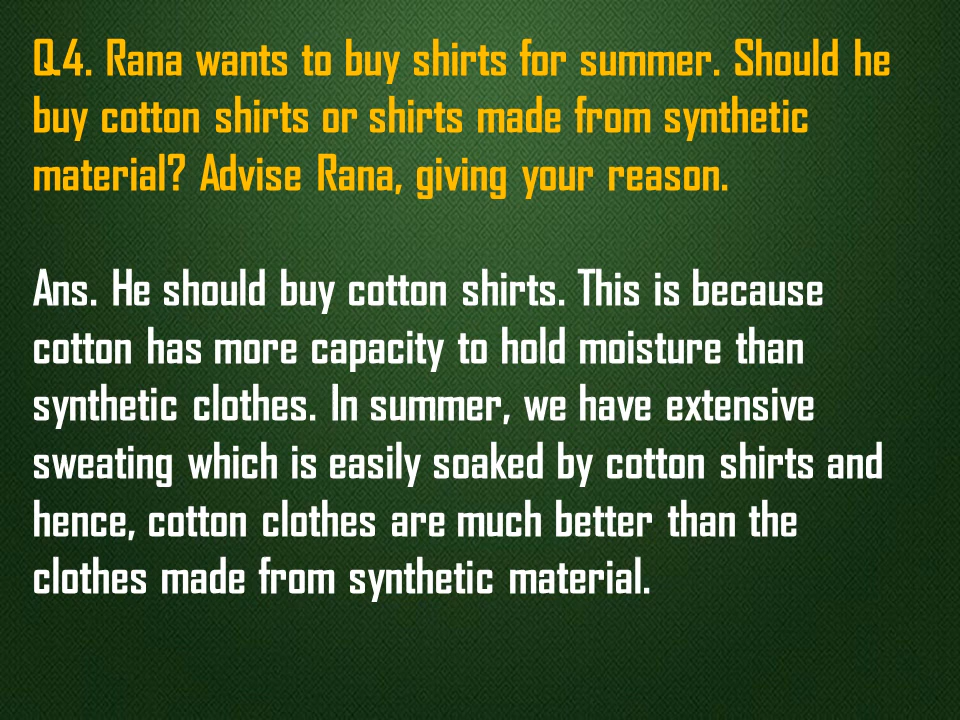 Q.4. Rana wants to buy shirts for summer. Should he
buy cotton shirts or shirts made from synthetic
material? Advise Rana, giving your reason.
Ans. He should buy cotton shirts. This is because
cotton has more capacity to hold moisture than
synthetic clothes. In summer, we have extensive
sweating which is easily soaked by cotton shirts and
hence, cotton clothes are much better than the
clothes made from synthetic material.